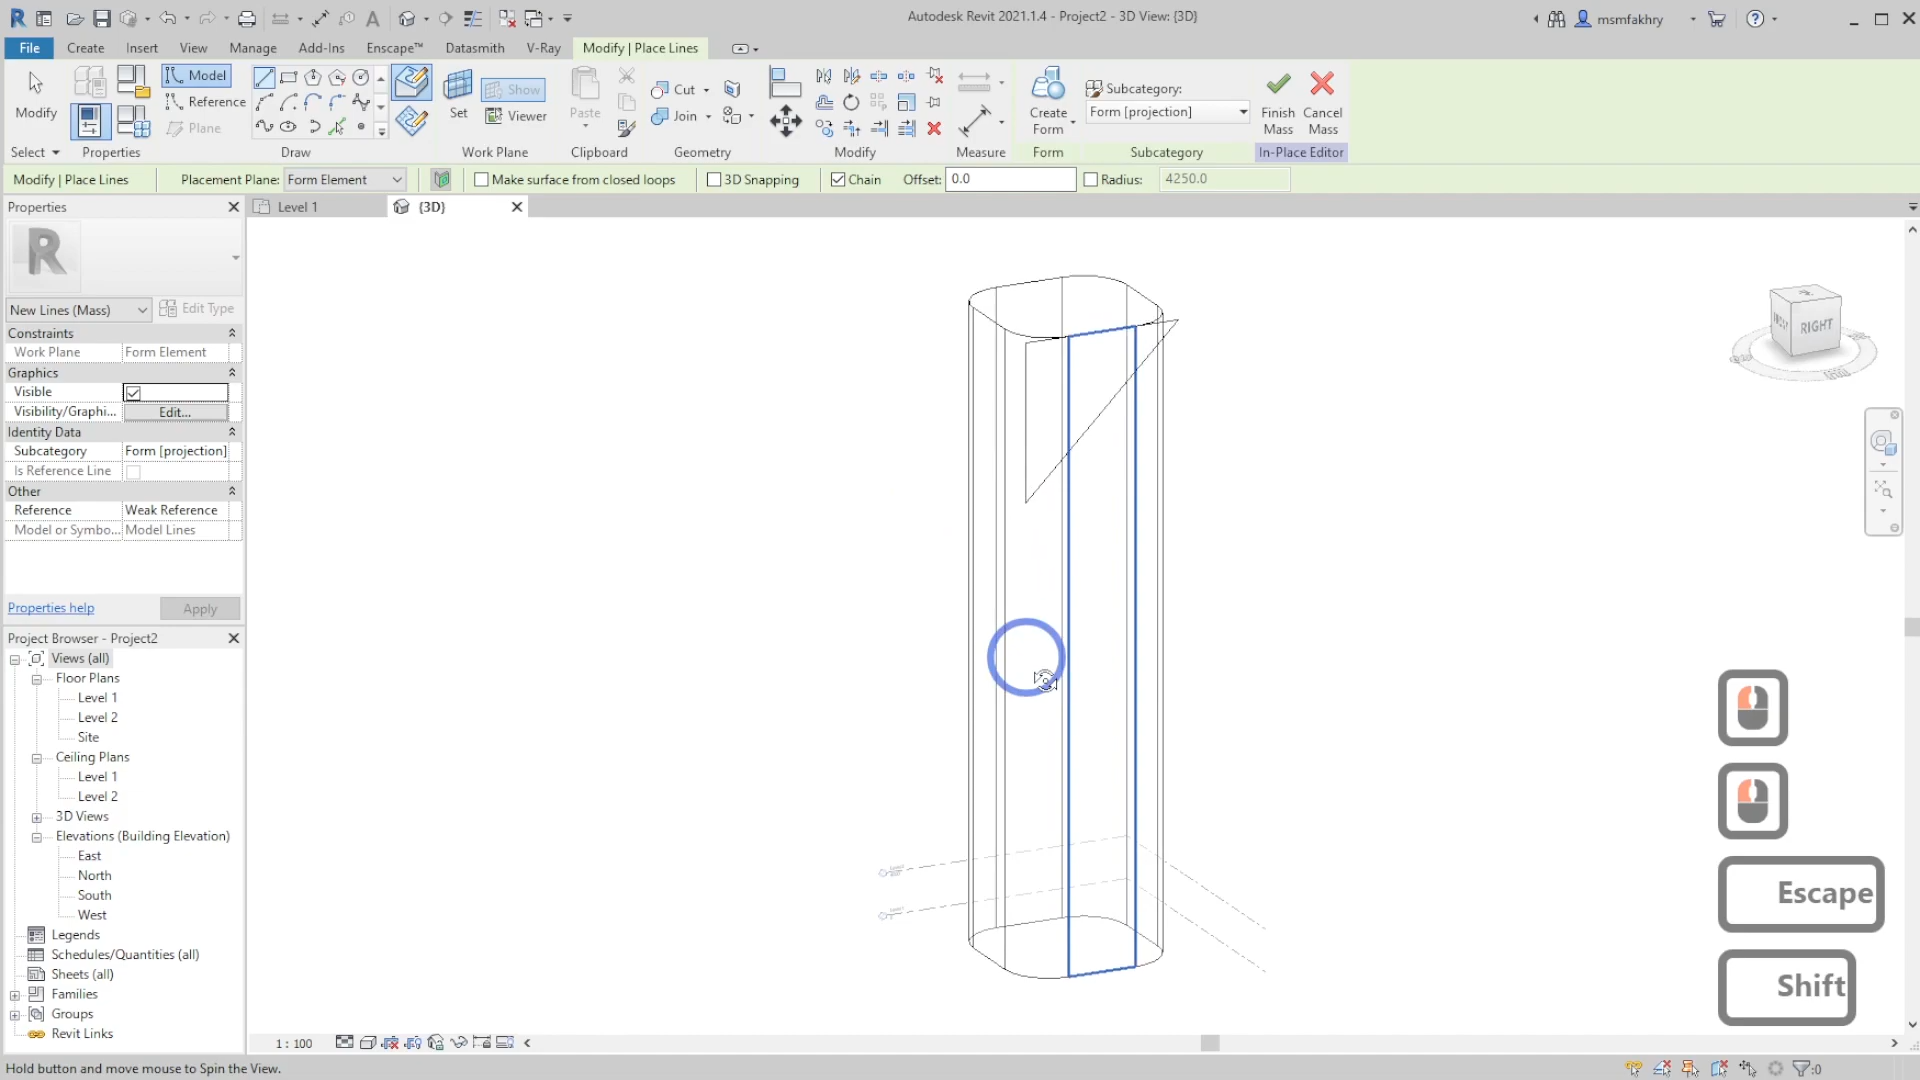 Autodesk Revit 2021.1.4 - Project2 - 3D View: {3D}
msmfakhry
File
Create
Insert
View
Manage
Add-Ins
Enscape™
Datasmith
V-Ray
Modify | Place Lines
Modify
Select
Properties
Model
Reference
Plane
Draw
Set
Show
Viewer
Work Plane
Paste
Clipboard
Cut
Join
Geometry
Modify
Measure
Create
Form
Form
Subcategory:
Form [projection]
Subcategory
Finish
Mass
Cancel
Mass
In-Place Editor
Modify | Place Lines
Placement Plane: Form Element
Make surface from closed loops
3D Snapping
Chain
Offset: 0.0
Radius: 4250.0
Properties
Level 1
{3D}
New Lines (Mass)
Edit Type
Constraints
Work Plane Form Element
Graphics
Visible
Visibility/Graphi... Edit...
Identity Data
Subcategory Form [projection]
Is Reference Line
Other
Reference Weak Reference
Model or Symbo... Model Lines
Properties help
Apply
Project Browser - Project2
Views (all)
Floor Plans
Level 1
Level 2
Site
Ceiling Plans
Level 1
Level 2
3D Views
Elevations (Building Elevation)
East
North
South
West
Legends
Schedules/Quantities (all)
Sheets (all)
Families
Groups
Revit Links
RIGHT
Escape
Shift
1 : 100
Hold button and move mouse to Spin the View.
:0